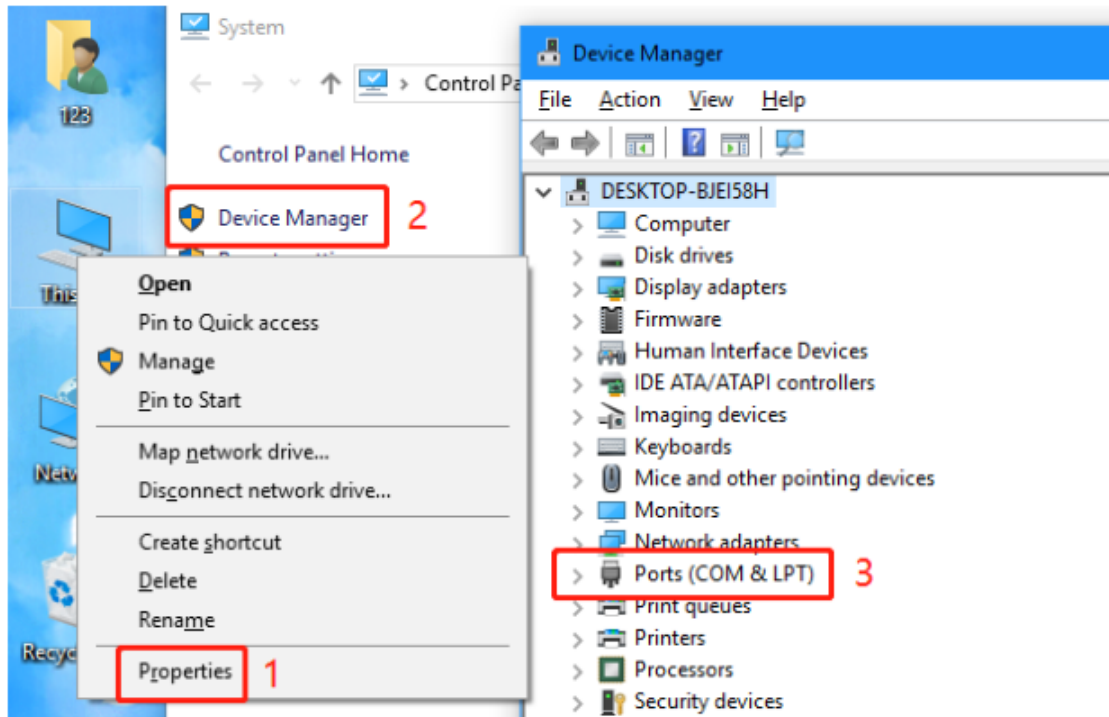 123
This
Netw
Recyc
System
Control Pa
Control Panel Home
Device Manager
2
Open
Pin to Quick access
Manage
Pin to Start
Map network drive...
Disconnect network drive...
Create shortcut
Delete
Rename
Properties
1
Device Manager
File Action View Help
DESKTOP-BJEI58H
Computer
Disk drives
Display adapters
Firmware
Human Interface Devices
IDE ATA/ATAPI controllers
Imaging devices
Keyboards
Mice and other pointing devices
Monitors
Network adapters
Ports (COM & LPT)
3
Print queues
Printers
Processors
Security devices